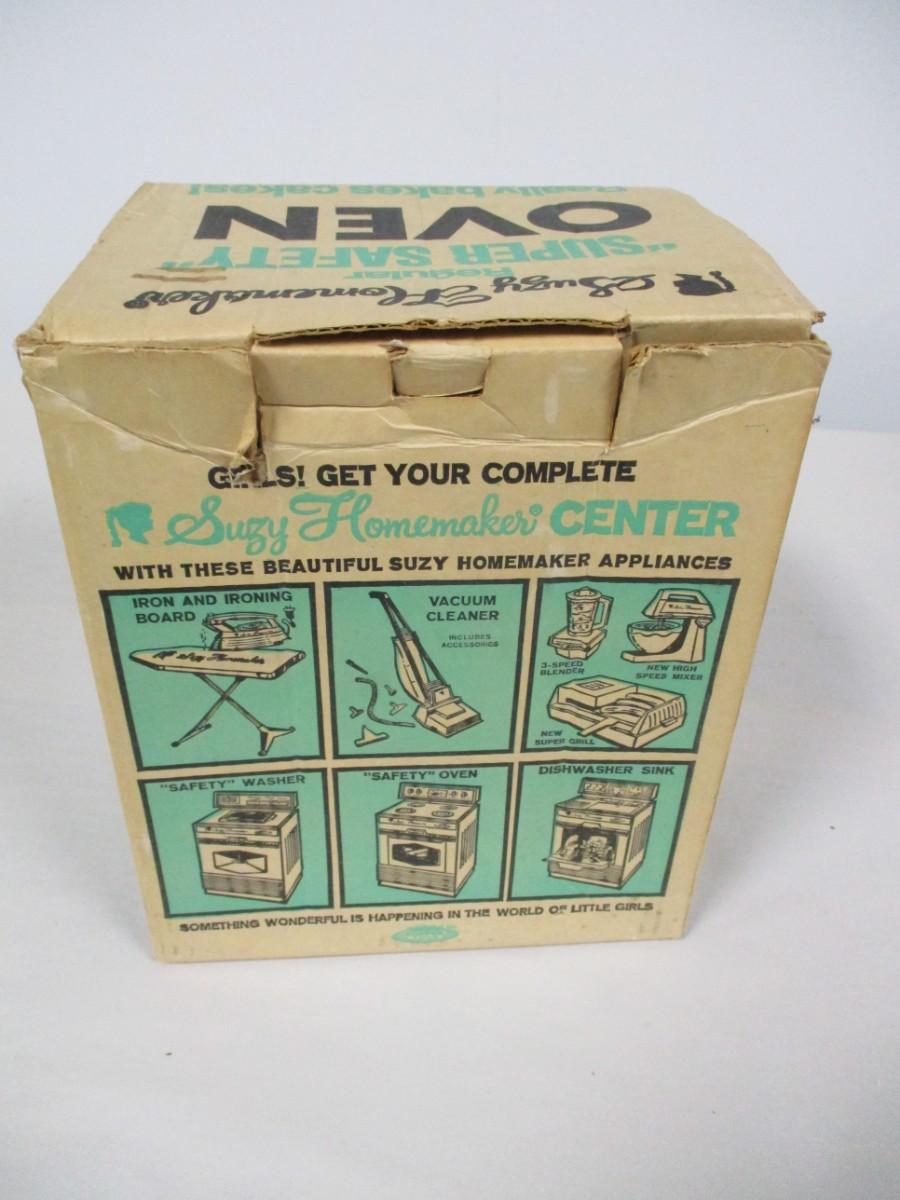 Suzy Homemaker®
Regular
"SUPER SAFETY"
OVEN
Really bakes cakes!
GIRLS! GET YOUR COMPLETE
Suzy Homemaker® CENTER
WITH THESE BEAUTIFUL SUZY HOMEMAKER APPLIANCES
IRON AND IRONING
BOARD
Suzy Homemaker
VACUUM
CLEANER
INCLUDES
ACCESSORIES
3-SPEED
BLENDER
NEW HIGH
SPEED MIXER
NEW
SUPER GRILL
"SAFETY" WASHER
"SAFETY" OVEN
DISHWASHER SINK
SOMETHING WONDERFUL IS HAPPENING IN THE WORLD OF LITTLE GIRLS